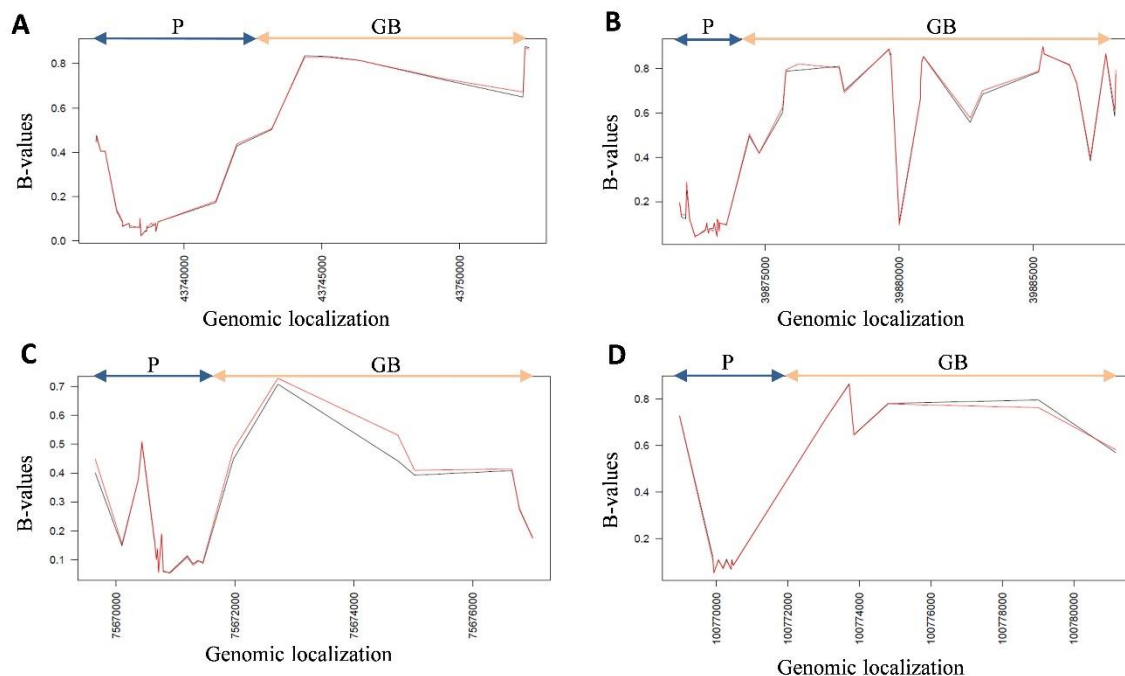 A
P
GB
B-values
0.8
0.6
0.4
0.2
0.0
43740000
43745000
43750000
Genomic localization
B
P
GB
B-values
0.8
0.6
0.4
0.2
39875000
39880000
39885000
Genomic localization
C
P
GB
B-values
0.7
0.6
0.5
0.4
0.3
0.2
0.1
75670000
75672000
75674000
75676000
Genomic localization
D
P
GB
B-values
0.8
0.6
0.4
0.2
100770000
100772000
100774000
100776000
100778000
100780000
Genomic localization